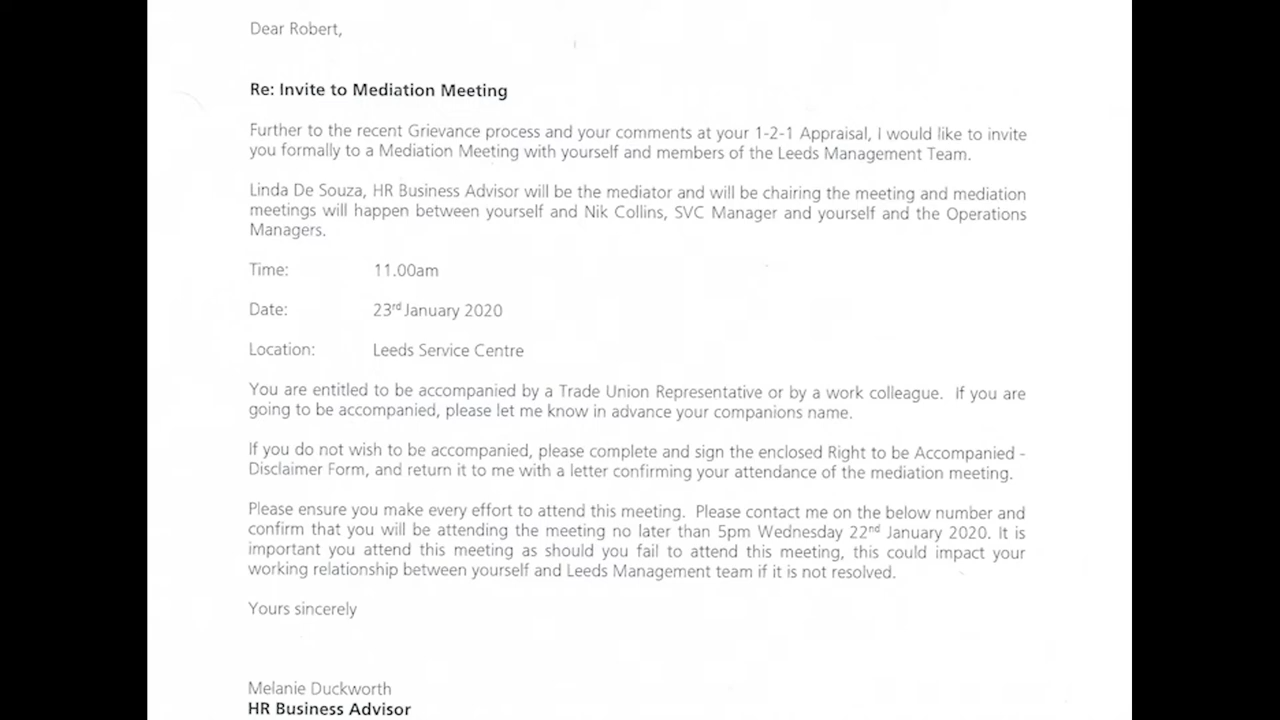 Dear Robert,
Re: Invite to Mediation Meeting
Further to the recent Grievance process and your comments at your 1-2-1 Appraisal, I would like to invite
you formally to a Mediation Meeting with yourself and members of the Leeds Management Team.
Linda De Souza, HR Business Advisor will be the mediator and will be chairing the meeting and mediation
meetings will happen between yourself and Nik Collins, SVC Manager and yourself and the Operations
Managers.
Time: 11.00am
Date: 23rd January 2020
Location: Leeds Service Centre
You are entitled to be accompanied by a Trade Union Representative or by a work colleague. If you are
going to be accompanied, please let me know in advance your companions name.
If you do not wish to be accompanied, please complete and sign the enclosed Right to be Accompanied -
Disclaimer Form, and return it to me with a letter confirming your attendance of the mediation meeting.
Please ensure you make every effort to attend this meeting. Please contact me on the below number and
confirm that you will be attending the meeting no later than 5pm Wednesday 22nd January 2020. It is
important you attend this meeting as should you fail to attend this meeting, this could impact your
working relationship between yourself and Leeds Management team if it is not resolved.
Yours sincerely
Melanie Duckworth
HR Business Advisor